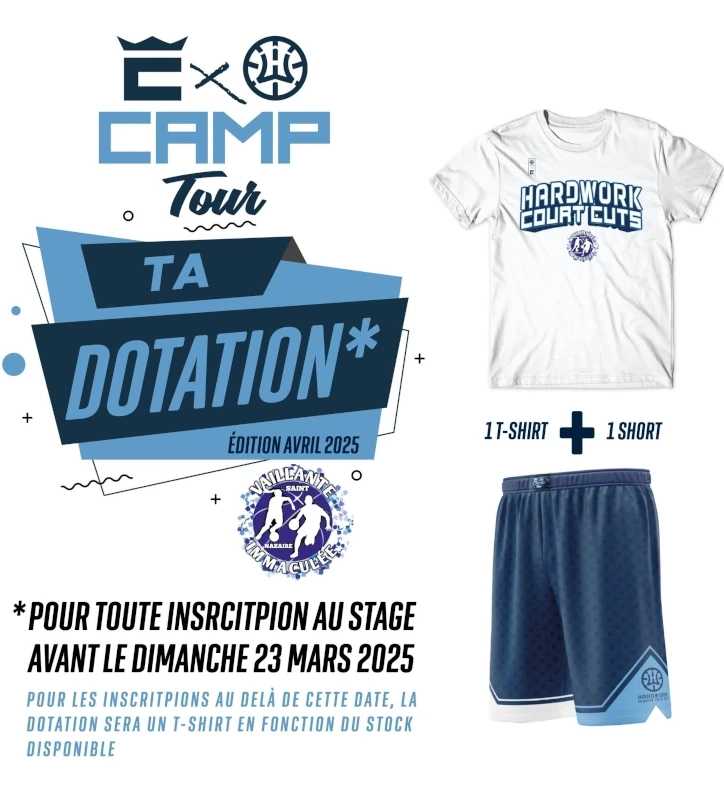 E X
CAMP
Tour
TA
DOTATION*
ÉDITION AVRIL 2025
VAILLANTE
SAINT
NAZAIRE
IMMACULÉE
*POUR TOUTE INSRCITPION AU STAGE
AVANT LE DIMANCHE 23 MARS 2025
POUR LES INSCRITPIONS AU DELÀ DE CETTE DATE, LA
DOTATION SERA UN T-SHIRT EN FONCTION DU STOCK
DISPONIBLE
HARDWORK
COURT CUTS
1 T-SHIRT + 1 SHORT
HARDWORK